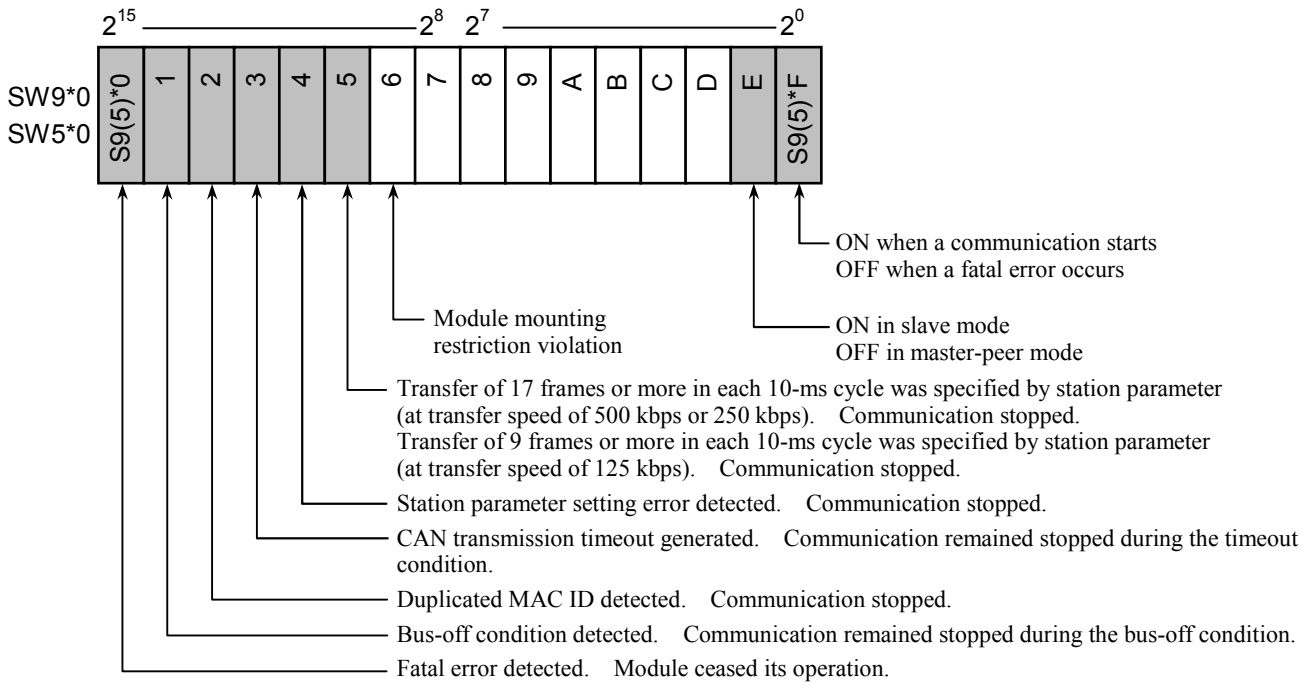 2^15 2^8 2^7 2^0
SW9*0
SW5*0
S9(5)*0 1 2 3 4 5 6 7 8 9 A B C D E S9(5)*F
ON when a communication starts
OFF when a fatal error occurs
Module mounting
restriction violation
ON in slave mode
OFF in master-peer mode
Transfer of 17 frames or more in each 10-ms cycle was specified by station parameter
(at transfer speed of 500 kbps or 250 kbps). Communication stopped.
Transfer of 9 frames or more in each 10-ms cycle was specified by station parameter
(at transfer speed of 125 kbps). Communication stopped.
Station parameter setting error detected. Communication stopped.
CAN transmission timeout generated. Communication remained stopped during the timeout
condition.
Duplicated MAC ID detected. Communication stopped.
Bus-off condition detected. Communication remained stopped during the bus-off condition.
Fatal error detected. Module ceased its operation.